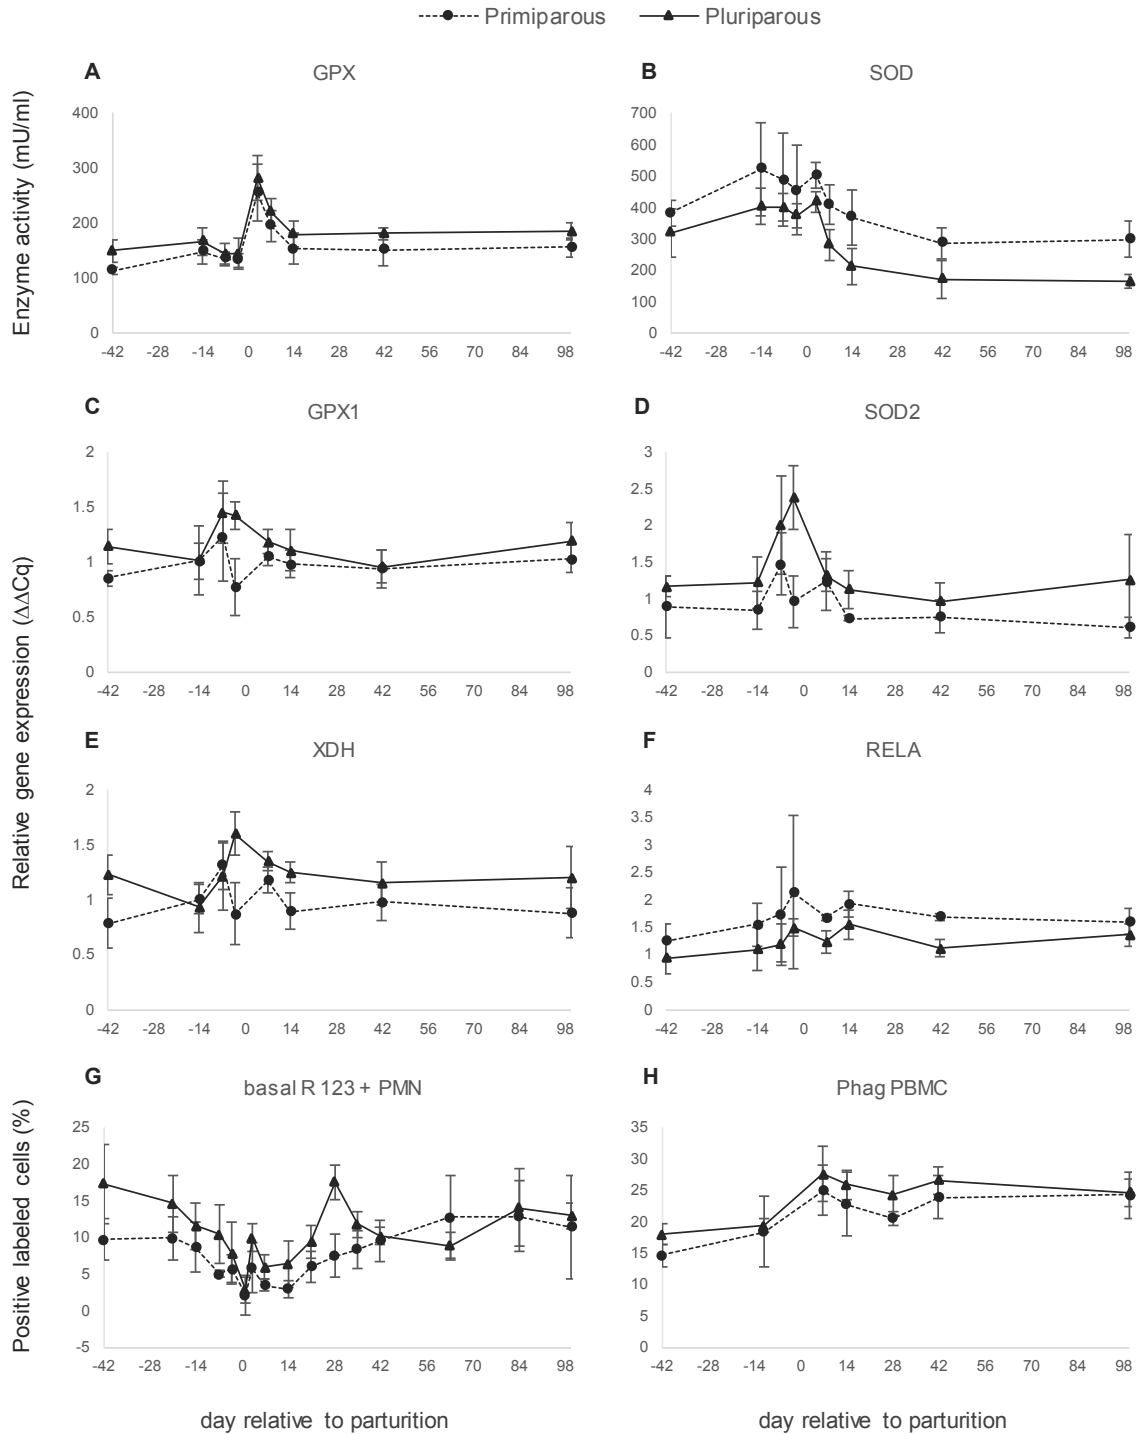 Primiparous Pluriparous
A GPX
Enzyme activity (mU/ml)
400
300
200
100
0
-42 -28 -14 0 14 28 42 56 70 84 98
B SOD
700
600
500
400
300
200
100
0
-42 -28 -14 0 14 28 42 56 70 84 98
C GPX1
Relative gene expression (ΔΔCq)
2
1.5
1
0.5
0
-42 -28 -14 0 14 28 42 56 70 84 98
D SOD2
3
2.5
2
1.5
1
0.5
0
-42 -28 -14 0 14 28 42 56 70 84 98
E XDH
2
1.5
1
0.5
0
-42 -28 -14 0 14 28 42 56 70 84 98
F RELA
4
3.5
3
2.5
2
1.5
1
0.5
0
-42 -28 -14 0 14 28 42 56 70 84 98
G basal R 123 + PMN
Positive labeled cells (%)
25
20
15
10
5
0
-5
-42 -28 -14 0 14 28 42 56 70 84 98
day relative to parturition
H Phag PBMC
35
30
25
20
15
10
5
0
-42 -28 -14 0 14 28 42 56 70 84 98
day relative to parturition